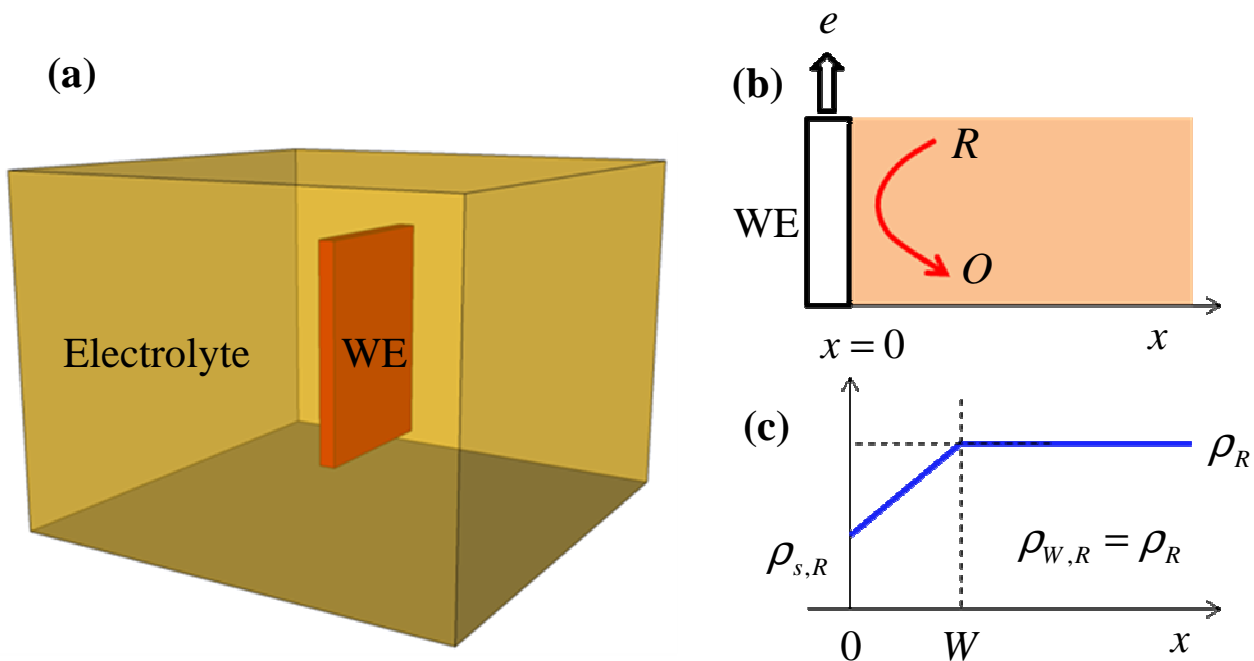 (a)
Electrolyte
WE
(b)
e
R
WE
O
x = 0
x
(c)
ρ_R
ρ_{s,R}
ρ_{W,R} = ρ_R
0
W
x